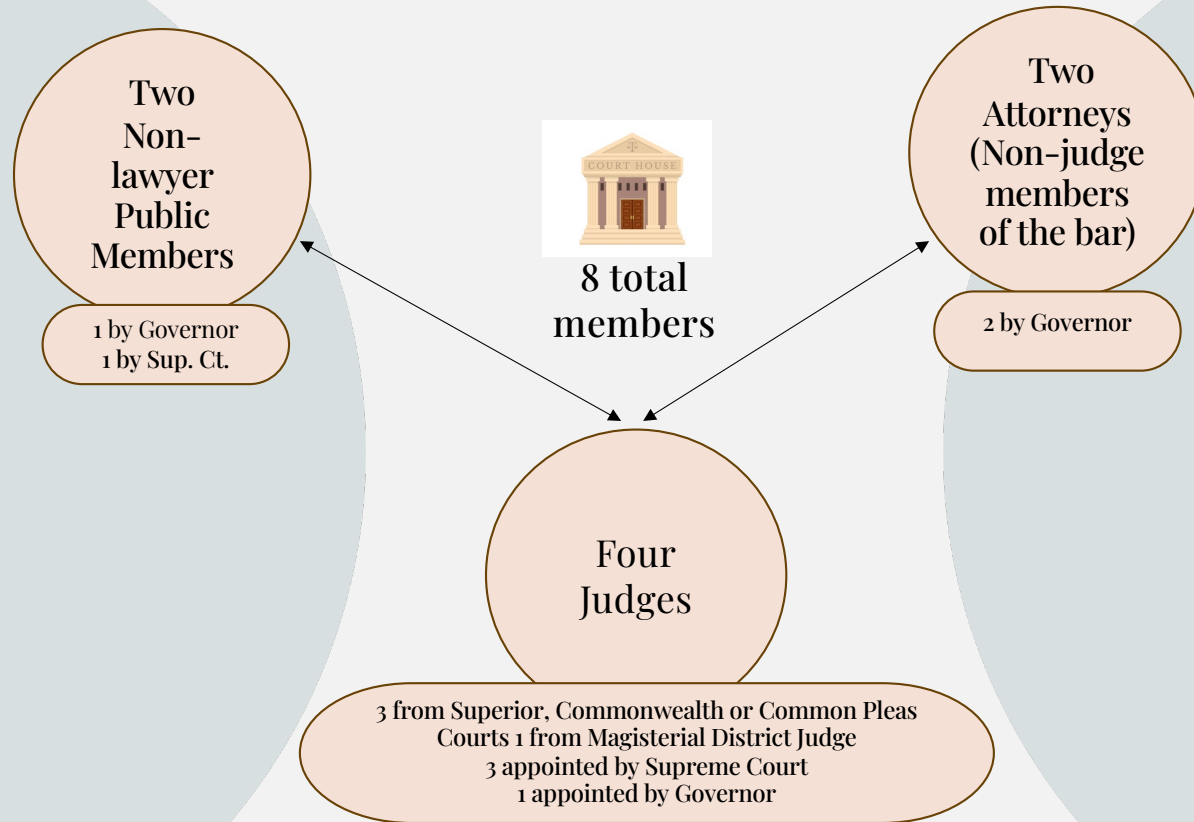 Two
Non-
lawyer
Public
Members
1 by Governor
1 by Sup. Ct.
COURT HOUSE
8 total
members
Two
Attorneys
(Non-judge
members
of the bar)
2 by Governor
Four
Judges
3 from Superior, Commonwealth or Common Pleas
Courts 1 from Magisterial District Judge
3 appointed by Supreme Court
1 appointed by Governor